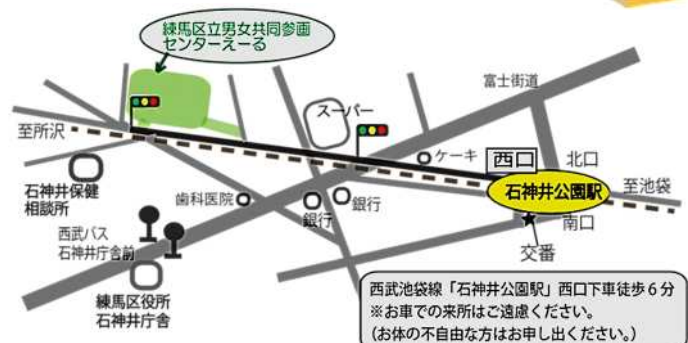 練馬区立男女共同参画
センターえーる
富士街道
スーパー
至所沢
ケーキ
西口
北口
石神井公園駅
至池袋
石神井保健
相談所
歯科医院
銀行
銀行
南口
交番
西武バス
石神井庁舎前
練馬区役所
石神井庁舎
西武池袋線「石神井公園駅」西口下車徒歩6分
※お車での来所はご遠慮ください。
(お体の不自由な方はお申し出ください。)